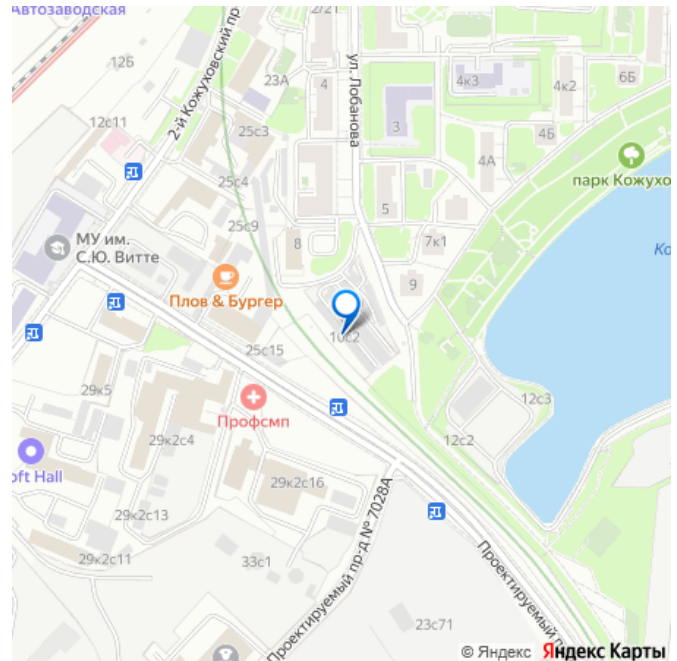 Автозаводская
2/21
12Б
2-й Кожуховский пр-
23А
4
ул. Лобанова
4к3
4к2
6Б
12с11
25с3
3
4Б
4А
парк Кожухо
25с4
5
МУ им.
С.Ю. Витте
25с9
8
7к1
Ко
Плов & Бургер
9
10с2
25с15
29к5
12с3
Профсмп
29к2с4
12с2
oft Hall
29к2с16
29к2с13
Проектируемый пр-д № 7028А
29к2с11
33с1
Проектируемый п
23с71
© Яндекс Яндекс Карты